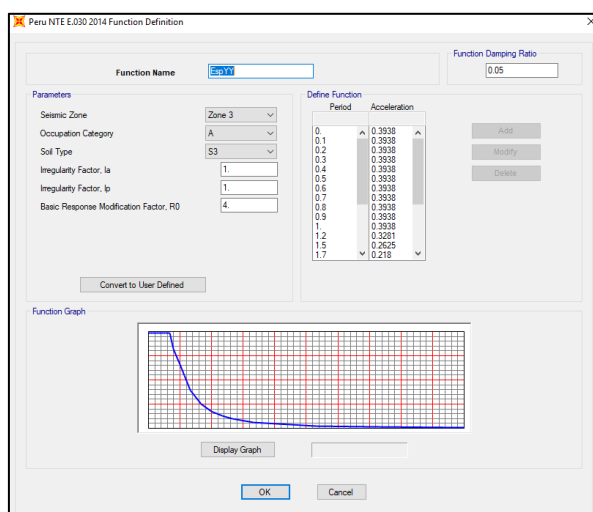 Peru NTE E.030 2014 Function Definition
Function Damping Ratio
Function Name EspYY 0.05
Parameters
Seismic Zone Zone 3
Occupation Category A
Soil Type S3
Irregularity Factor, Ia 1.
Irregularity Factor, Ip 1.
Basic Response Modification Factor, R0 4.
Convert to User Defined
Define Function
Period Acceleration
0. 0.3938
0.1 0.3938
0.2 0.3938
0.3 0.3938
0.4 0.3938
0.5 0.3938
0.6 0.3938
0.7 0.3938
0.8 0.3938
0.9 0.3938
1. 0.3938
1.2 0.3281
1.5 0.2625
1.7 0.218
Add
Modify
Delete
Function Graph
Display Graph
OK Cancel